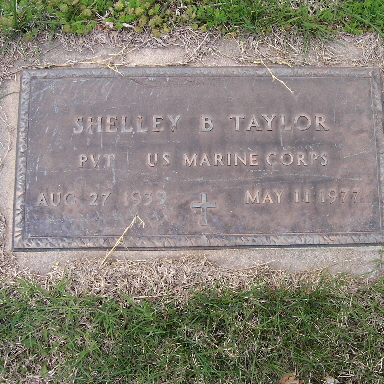 SHELLEY B TAYLOR
PVT US MARINE CORPS
AUG 27 1939 MAY 11 1977